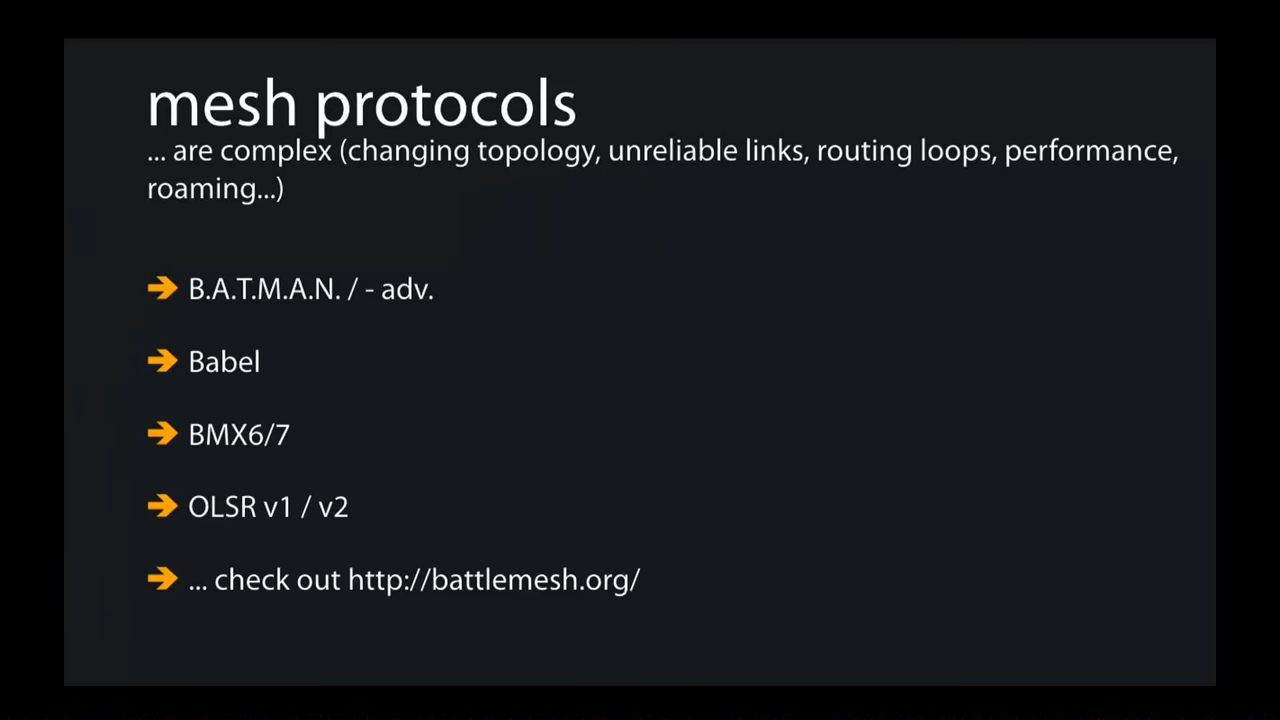 mesh protocols
... are complex (changing topology, unreliable links, routing loops, performance,
roaming...)
B.A.T.M.A.N. / - adv.
Babel
BMX6/7
OLSR v1 / v2
... check out http://battlemesh.org/